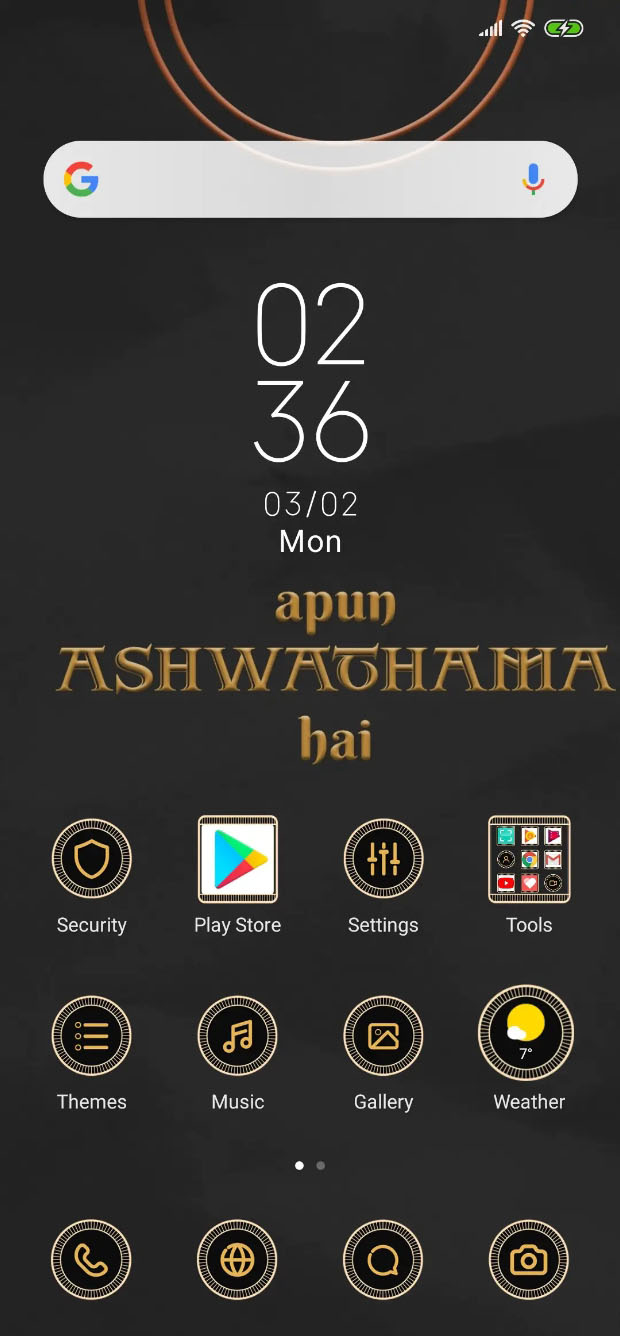 02
36
03/02
Mon
apun
ASHWATHAMA
hai
Security Play Store Settings Tools
7°
Themes Music Gallery Weather